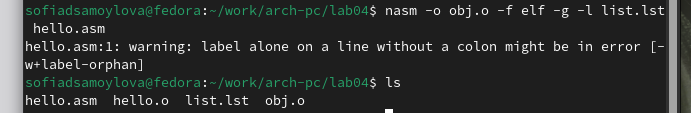 sofiadsamoylova@fedora:~/work/arch-pc/lab04$ nasm -o obj.o -f elf -g -l list.lst
 hello.asm
hello.asm:1: warning: label alone on a line without a colon might be in error [-
w+label-orphan]
sofiadsamoylova@fedora:~/work/arch-pc/lab04$ ls
hello.asm  hello.o  list.lst  obj.o